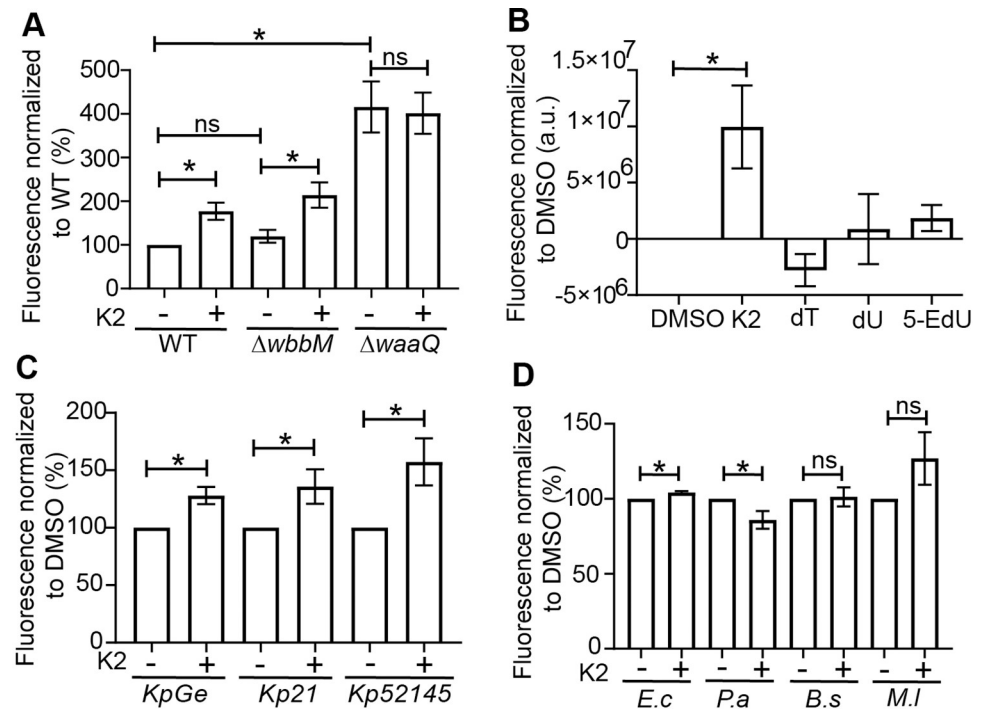 A
Fluorescence normalized
to WT (%)
500
400
300
200
100
0
*
ns
ns
*
*
K2 - + - + - +
WT ΔwbbM ΔwaaQ
B
Fluorescence normalized
to DMSO (a.u.)
1.5×10⁷
1×10⁷
5×10⁶
0
-5×10⁶
*
DMSO K2 dT dU 5-EdU
C
Fluorescence normalized
to DMSO (%)
200
150
100
50
0
* * *
K2 - + - + - +
KpGe Kp21 Kp52145
D
Fluorescence normalized
to DMSO (%)
150
100
50
0
* * ns ns
K2 - + - + - + - +
E.c P.a B.s M.l